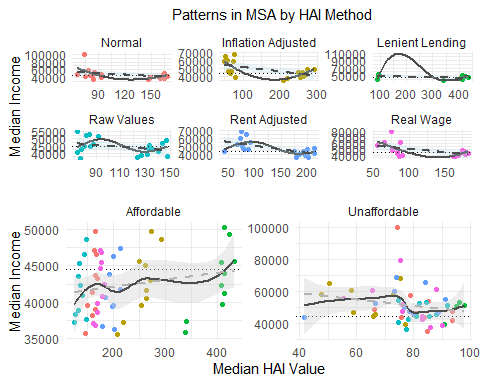 Patterns in MSA by HAI Method
Normal Inflation Adjusted Lenient Lending
100000 80000 60000 40000
90 120 150
70000 60000 50000 40000
100 200 300
110000 90000 70000 50000
100 200 300 400
Median Income
Raw Values Rent Adjusted Real Wage
55000 50000 45000 40000
90 110 130 150
80000 70000 60000 50000 40000
50 100 150 200
80000 70000 60000 50000 40000
50 100 150
Affordable Unaffordable
50000
45000
40000
35000
200 300 400
100000
80000
60000
40000
40 60 80 100
Median Income
Median HAI Value